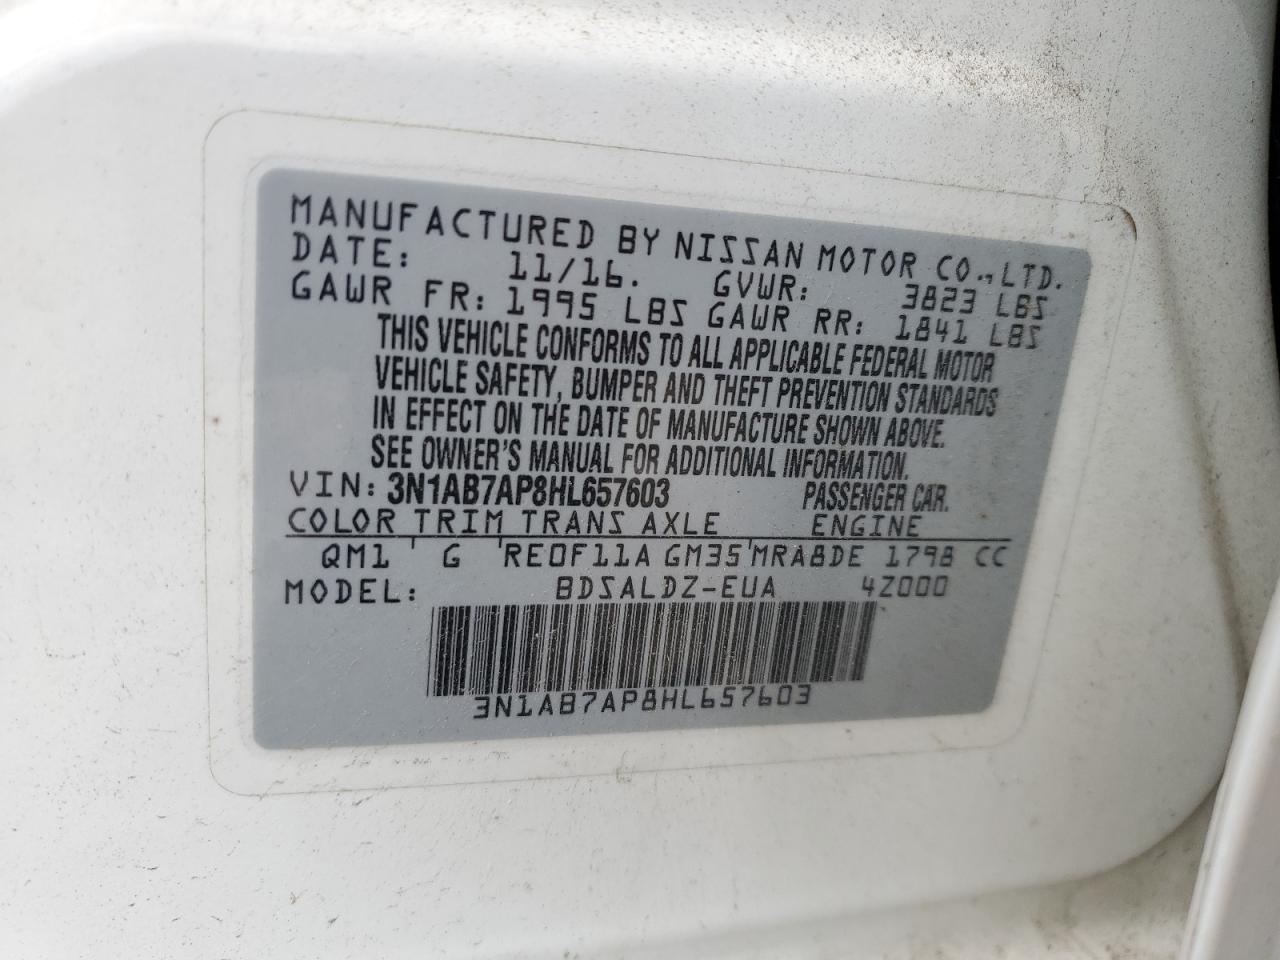 MANUFACTURED BY NISSAN MOTOR CO., LTD.
DATE: 11/16. GVWR: 3823 LBS
GAWR FR: 1995 LBS GAWR RR: 1841 LBS
THIS VEHICLE CONFORMS TO ALL APPLICABLE FEDERAL MOTOR
VEHICLE SAFETY, BUMPER AND THEFT PREVENTION STANDARDS
IN EFFECT ON THE DATE OF MANUFACTURE SHOWN ABOVE.
SEE OWNER'S MANUAL FOR ADDITIONAL INFORMATION.
VIN: 3N1AB7AP8HL657603 PASSENGER CAR.
COLOR TRIM TRANS AXLE ENGINE
QM1 G RE0F11A GM35 MRA8DE 1798 CC
MODEL: BDSALDZ-EUA 4Z000
3N1AB7AP8HL657603